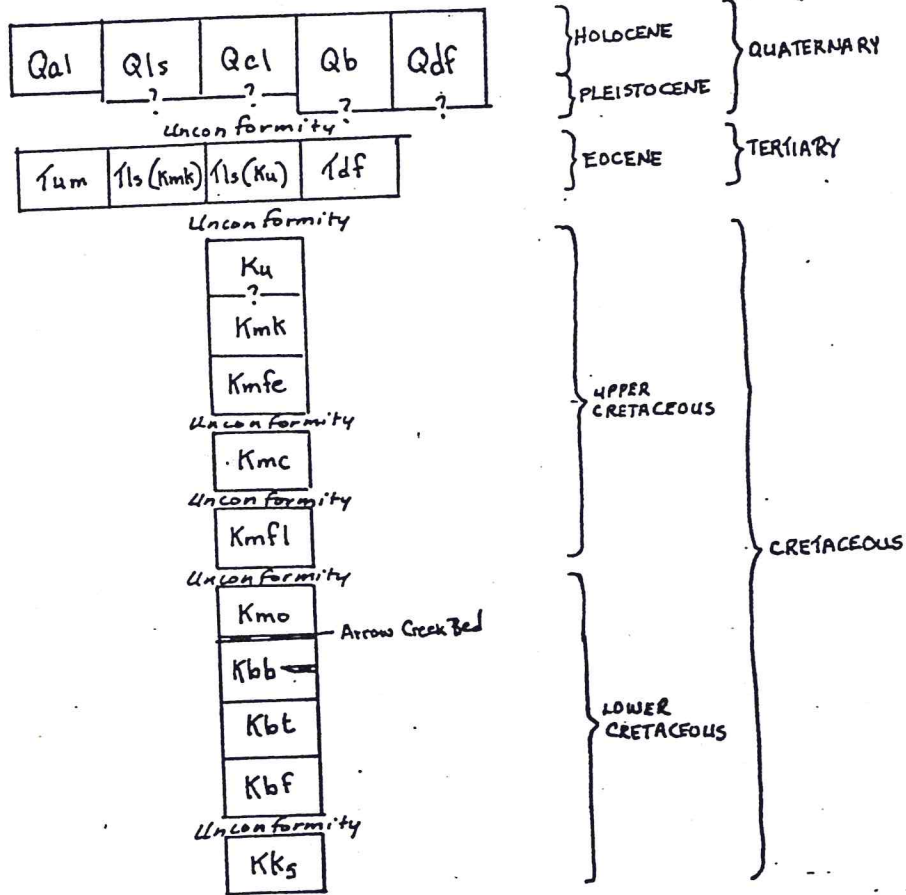 Qal Qls Qcl Qb Qdf
HOLOCENE
QUATERNARY
PLEISTOCENE
? ? ? ?
Unconformity
Tum Tls(Kmk) Tls(Ku) Tdf
EOCENE
TERTIARY
Unconformity
Ku
?
Kmk
Kmfe
UPPER
CRETACEOUS
Unconformity
Kmc
Unconformity
Kmfl
CRETACEOUS
Unconformity
Kmo
Arrow Creek Bed
Kbb
Kbt
LOWER
CRETACEOUS
Kbf
Unconformity
Kk5